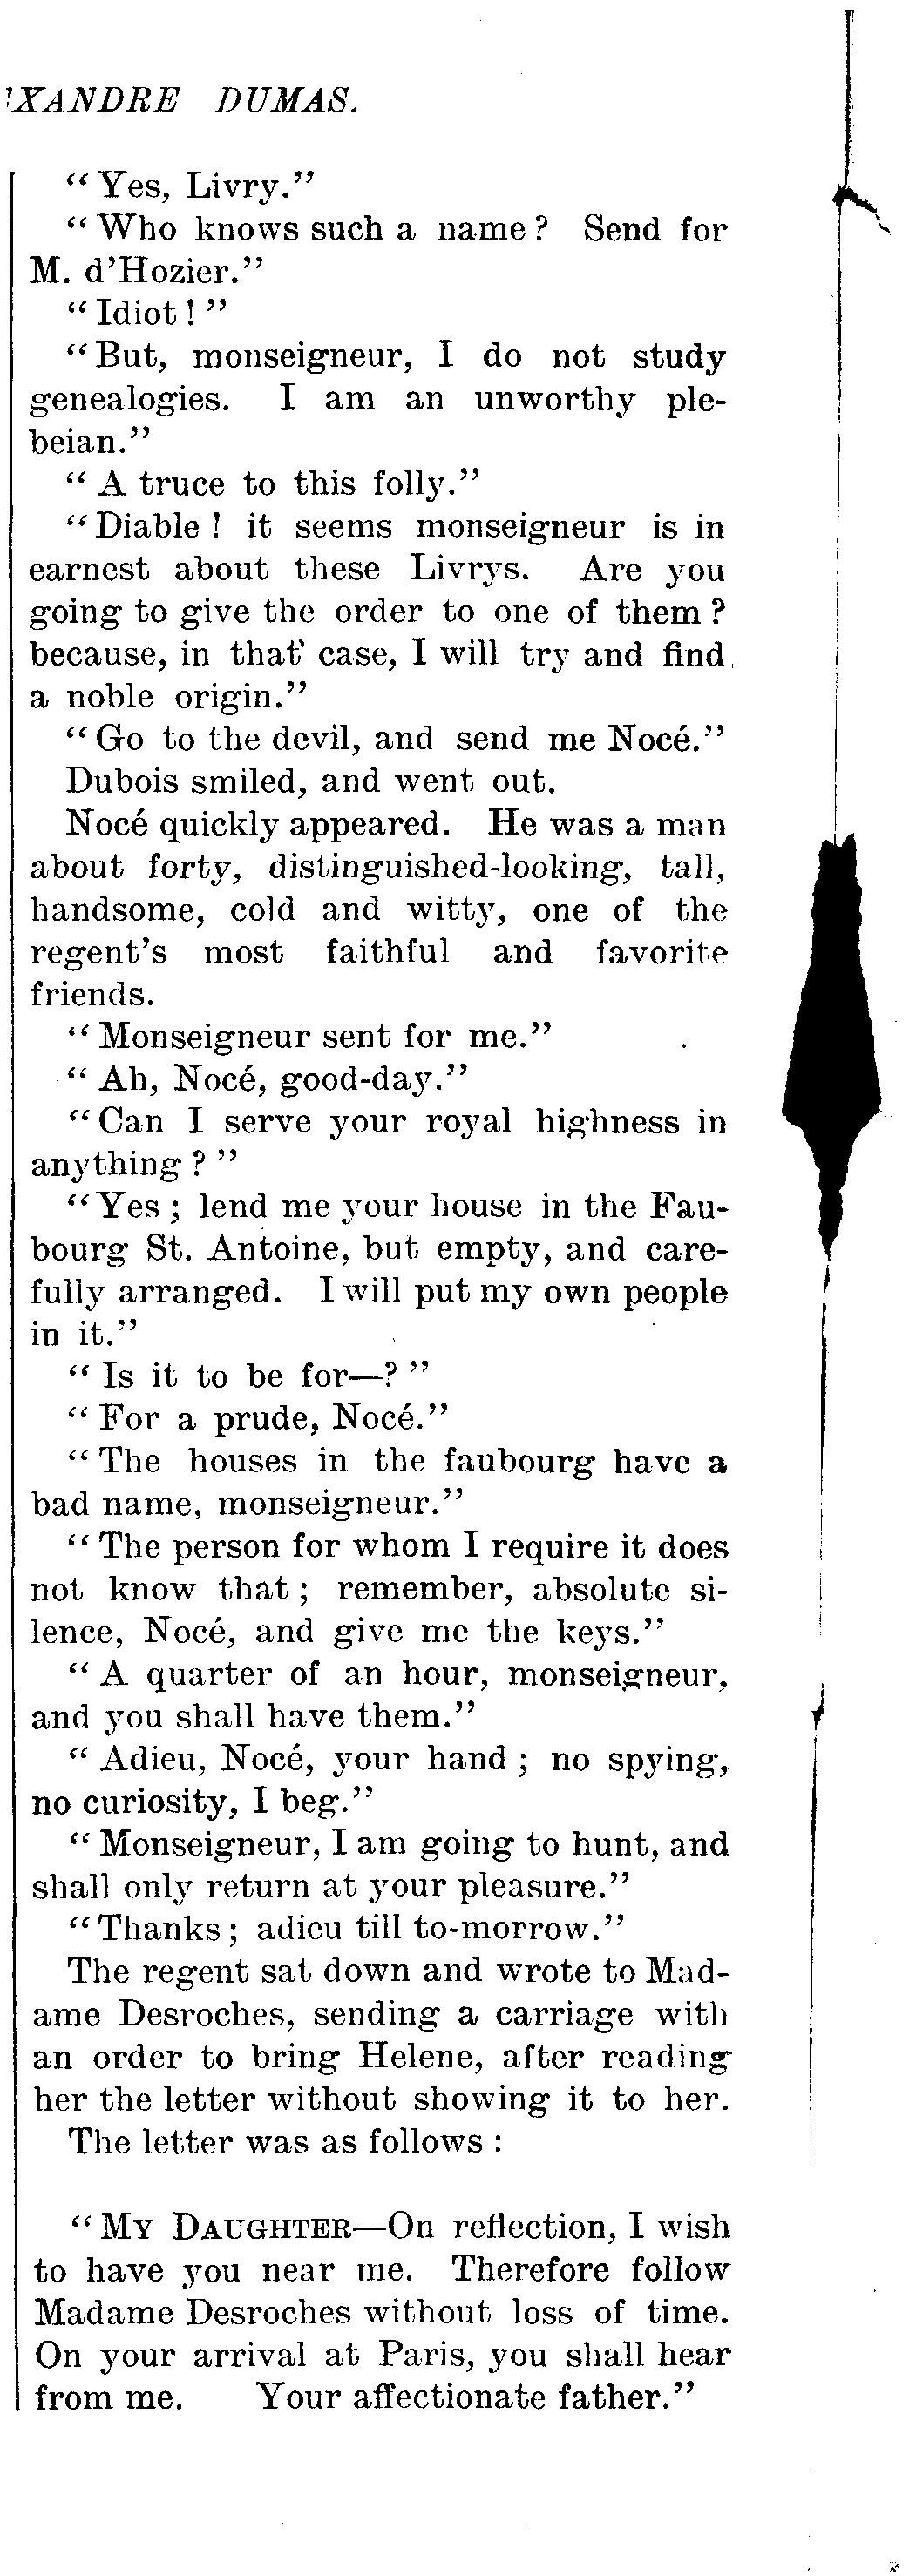 'XANDRE DUMAS.
"Yes, Livry."
"Who knows such a name? Send for
M. d'Hozier."
"Idiot!"
"But, monseigneur, I do not study
genealogies. I am an unworthy ple-
beian."
"A truce to this folly."
"Diable! it seems monseigneur is in
earnest about these Livrys. Are you
going to give the order to one of them?
because, in that case, I will try and find
a noble origin."
"Go to the devil, and send me Nocé."
Dubois smiled, and went out.
Nocé quickly appeared. He was a man
about forty, distinguished-looking, tall,
handsome, cold and witty, one of the
regent's most faithful and favorite
friends.
"Monseigneur sent for me."
"Ah, Nocé, good-day."
"Can I serve your royal highness in
anything?"
"Yes; lend me your house in the Fau-
bourg St. Antoine, but empty, and care-
fully arranged. I will put my own people
in it."
"Is it to be for—?"
"For a prude, Nocé."
"The houses in the faubourg have a
bad name, monseigneur."
"The person for whom I require it does
not know that; remember, absolute si-
lence, Nocé, and give me the keys."
"A quarter of an hour, monseigneur,
and you shall have them."
"Adieu, Nocé, your hand; no spying,
no curiosity, I beg."
"Monseigneur, I am going to hunt, and
shall only return at your pleasure."
"Thanks; adieu till to-morrow."
The regent sat down and wrote to Mad-
ame Desroches, sending a carriage with
an order to bring Helene, after reading
her the letter without showing it to her.
The letter was as follows:
"MY DAUGHTER—On reflection, I wish
to have you near me. Therefore follow
Madame Desroches without loss of time.
On your arrival at Paris, you shall hear
from me. Your affectionate father."